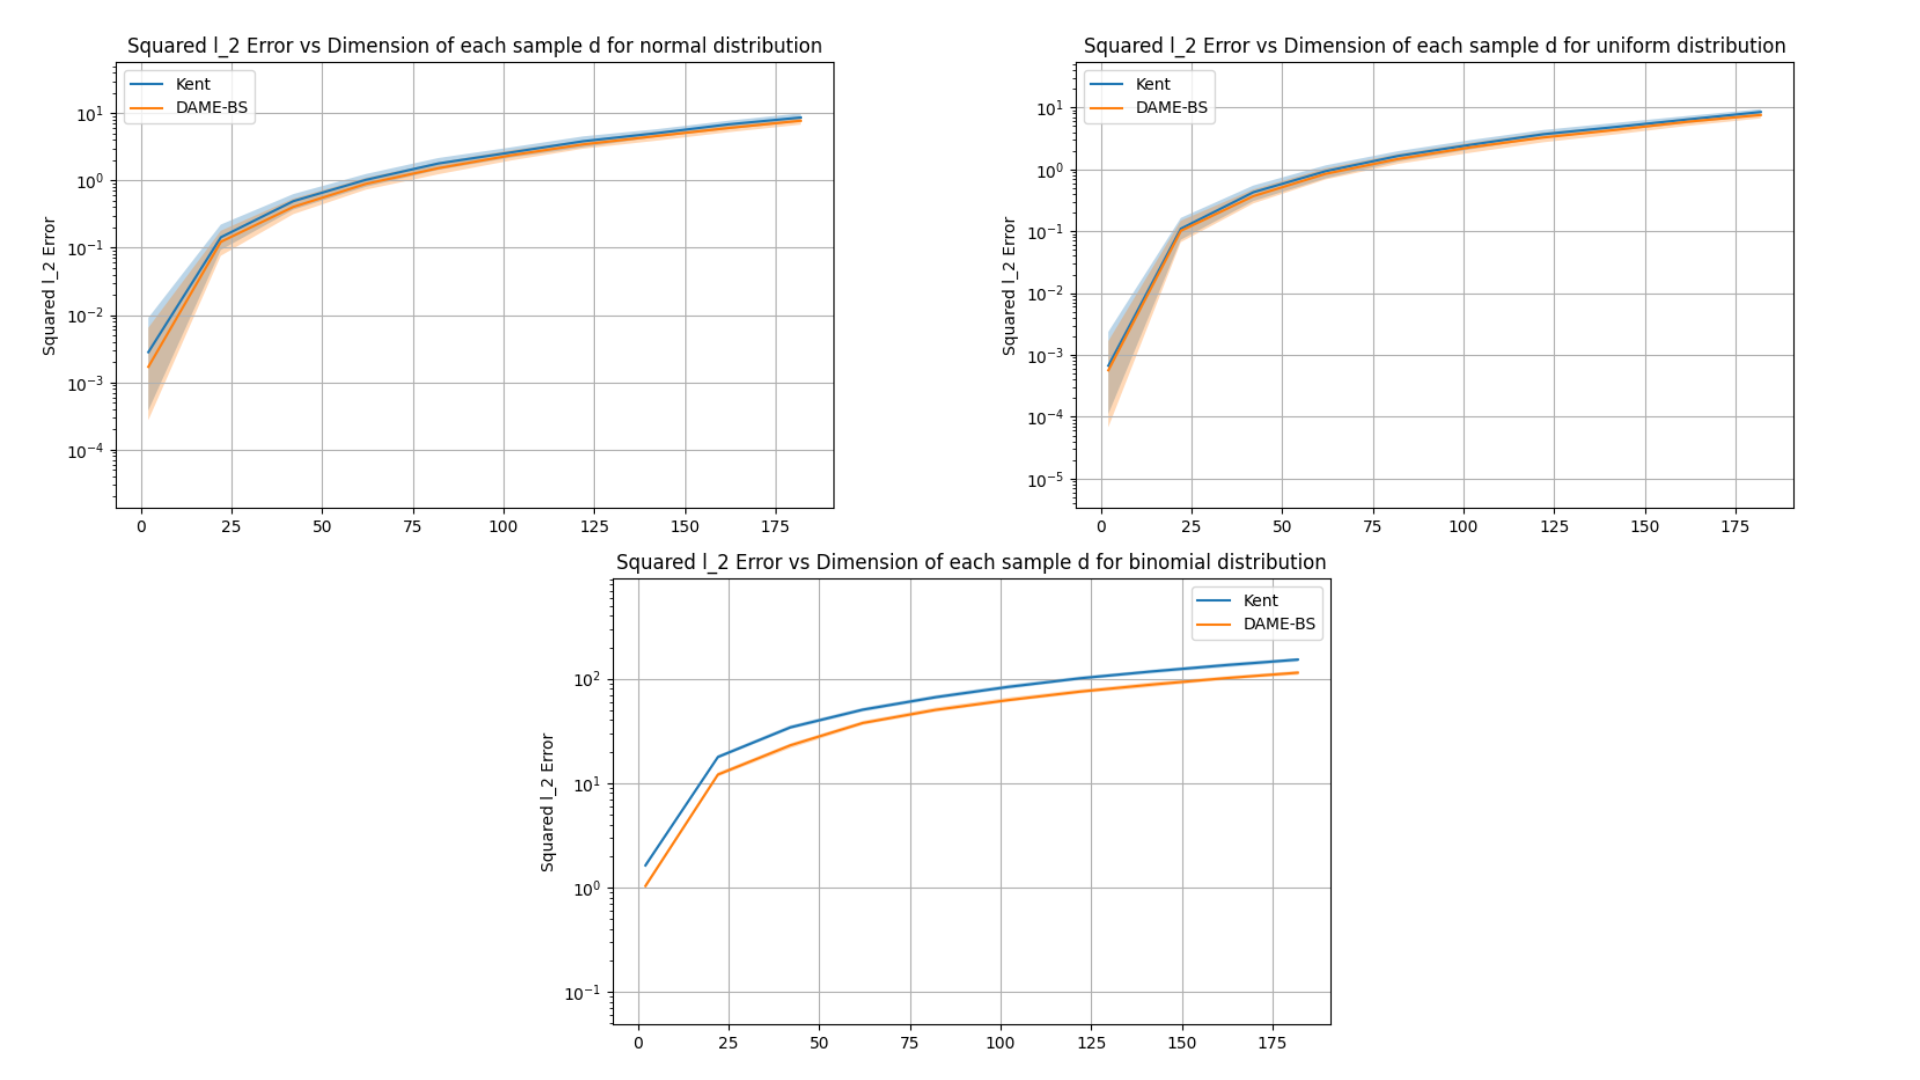 Squared l_2 Error vs Dimension of each sample d for normal distribution
Kent
DAME-BS
Squared l_2 Error
10^1
10^0
10^−1
10^−2
10^−3
10^−4
0 25 50 75 100 125 150 175
Squared l_2 Error vs Dimension of each sample d for uniform distribution
Kent
DAME-BS
Squared l_2 Error
10^1
10^0
10^−1
10^−2
10^−3
10^−4
10^−5
0 25 50 75 100 125 150 175
Squared l_2 Error vs Dimension of each sample d for binomial distribution
Kent
DAME-BS
Squared l_2 Error
10^2
10^1
10^0
10^−1
0 25 50 75 100 125 150 175